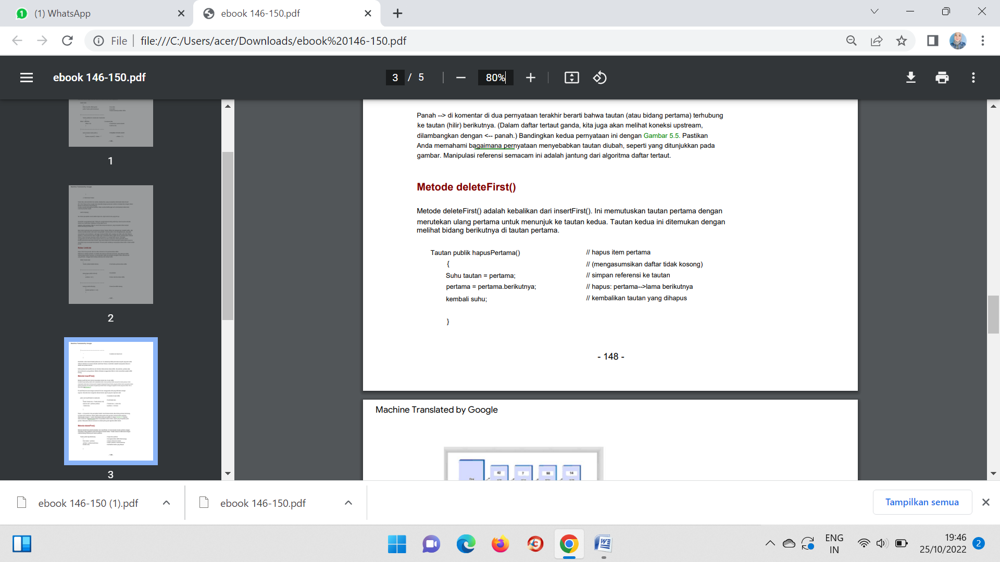 (1) WhatsApp
ebook 146-150.pdf
File
file:///C:/Users/acer/Downloads/ebook%20146-150.pdf
ebook 146-150.pdf
3 / 5
80%
1
2
3
Panah --> di komentar di dua pernyataan terakhir berarti bahwa tautan (atau bidang pertama) terhubung
ke tautan (hilir) berikutnya. (Dalam daftar tertaut ganda, kita juga akan melihat koneksi upstream,
dilambangkan dengan <-- panah.) Bandingkan kedua pernyataan ini dengan Gambar 5.5. Pastikan
Anda memahami bagaimana pernyataan menyebabkan tautan diubah, seperti yang ditunjukkan pada
gambar. Manipulasi referensi semacam ini adalah jantung dari algoritma daftar tertaut.
Metode deleteFirst()
Metode deleteFirst() adalah kebalikan dari insertFirst(). Ini memutuskan tautan pertama dengan
merutekan ulang pertama untuk menunjuk ke tautan kedua. Tautan kedua ini ditemukan dengan
melihat bidang berikutnya di tautan pertama.
Tautan publik hapusPertama() // hapus item pertama
{ // (mengasumsikan daftar tidak kosong)
Suhu tautan = pertama; // simpan referensi ke tautan
pertama = pertama.berikutnya; // hapus: pertama-->lama berikutnya
kembali suhu; // kembalikan tautan yang dihapus
}
- 148 -
Machine Translated by Google
42 7 98 14
First
ebook 146-150 (1).pdf
ebook 146-150.pdf
Tampilkan semua
ENG
IN
19:46
25/10/2022
2